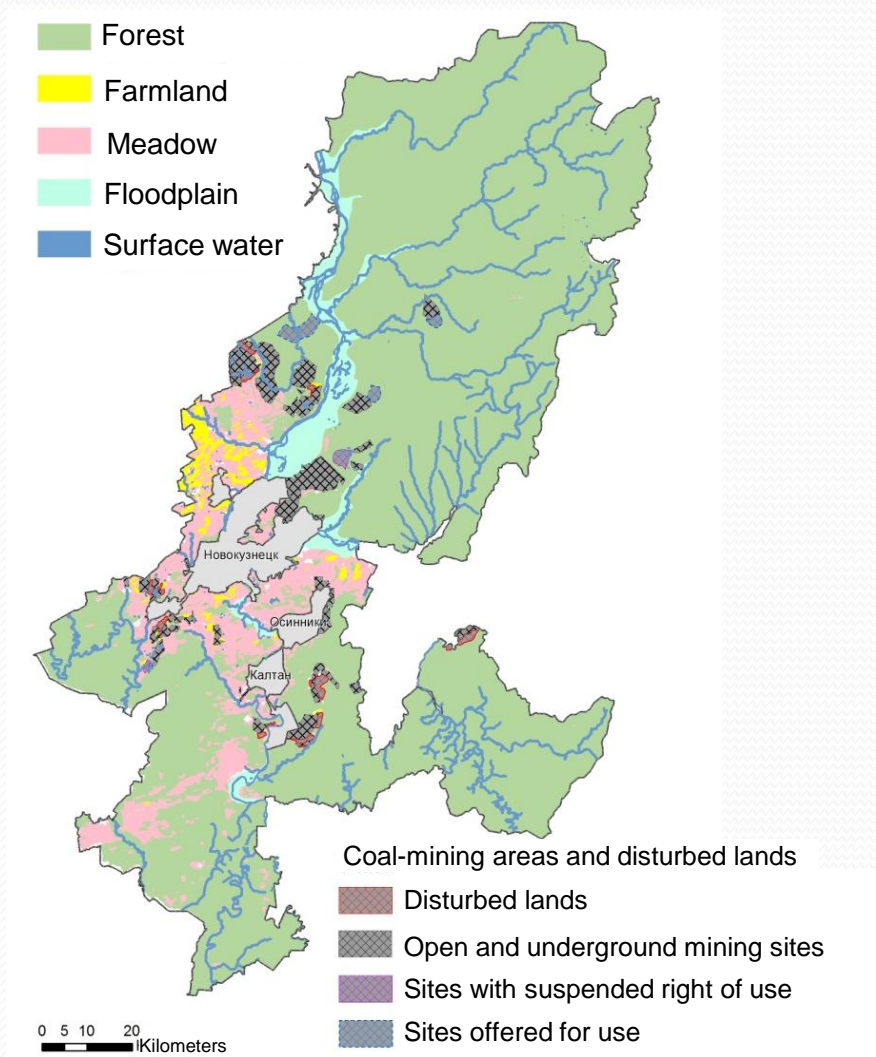 Forest
Farmland
Meadow
Floodplain
Surface water
Новокузнецк
Осинники
Калтан
Coal-mining areas and disturbed lands
Disturbed lands
Open and underground mining sites
Sites with suspended right of use
Sites offered for use
0 5 10 20
Kilometers